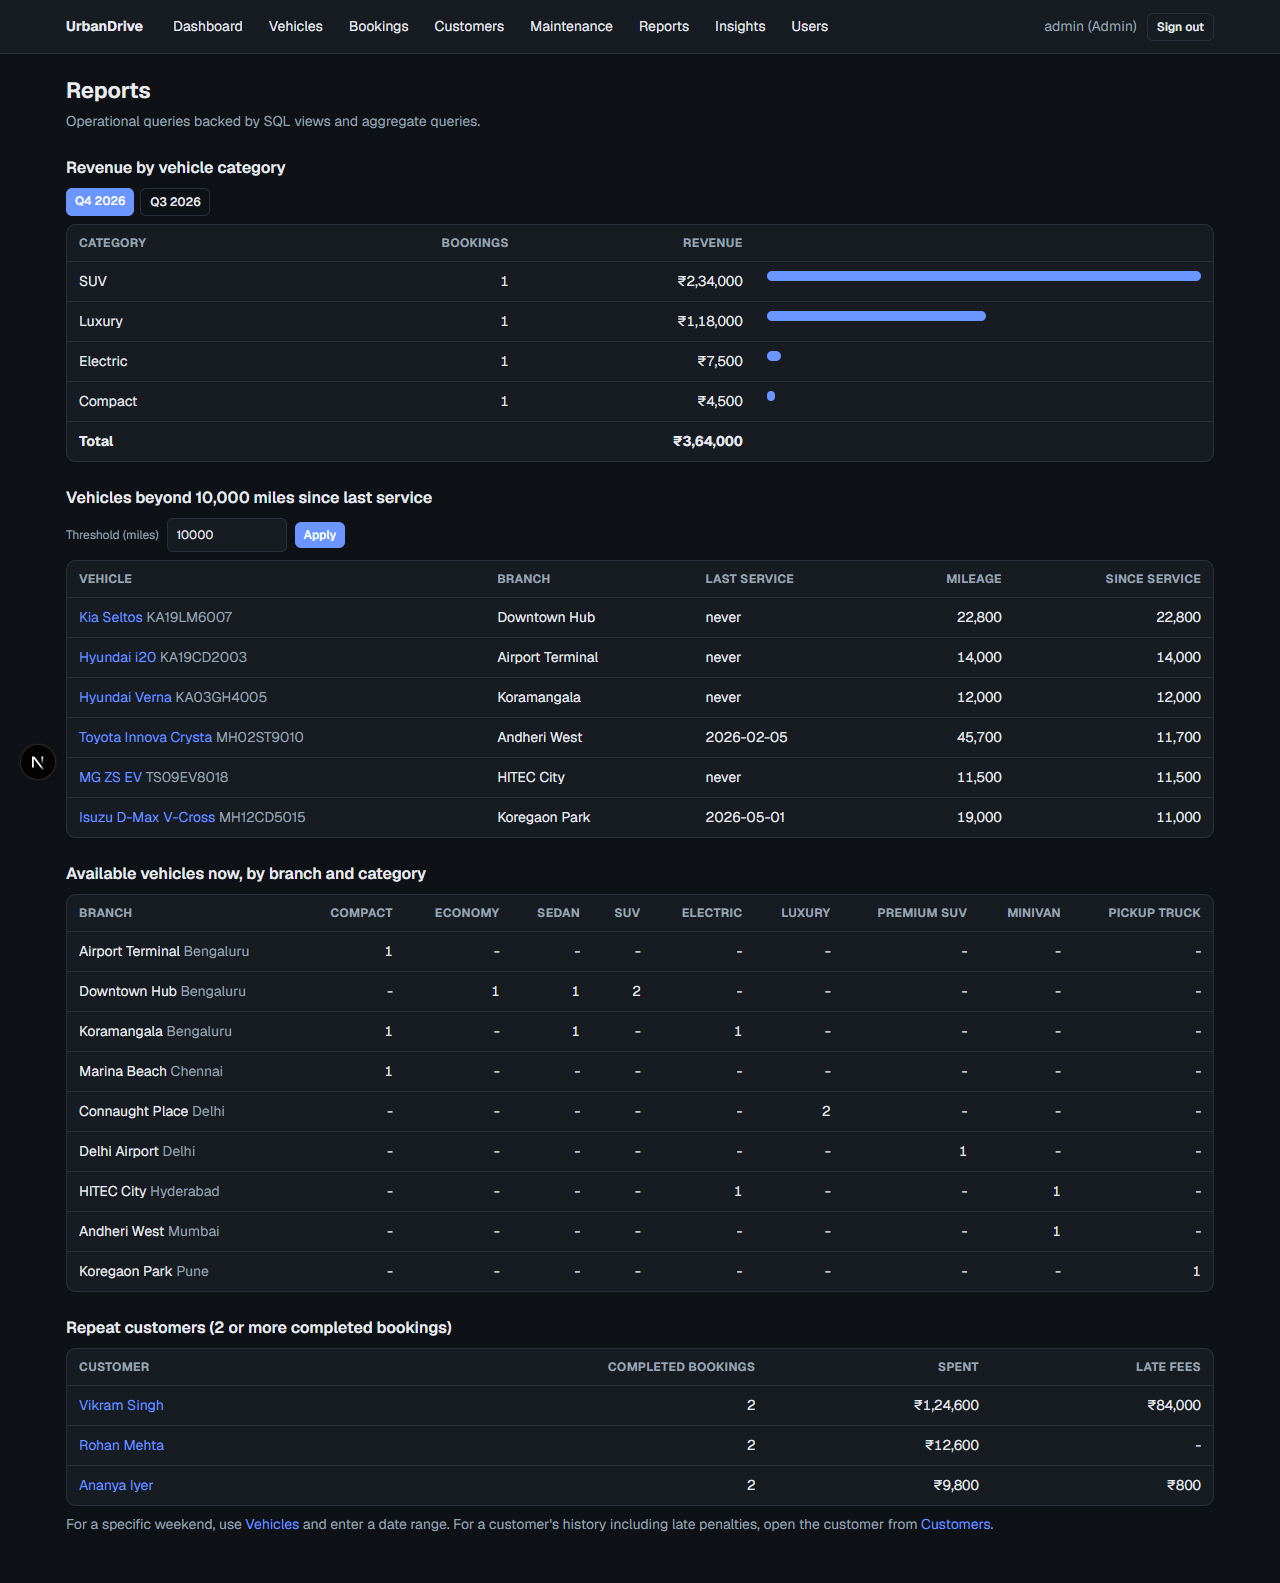 UrbanDrive Dashboard Vehicles Bookings Customers Maintenance Reports Insights Users admin (Admin) Sign out
Reports
Operational queries backed by SQL views and aggregate queries.
Revenue by vehicle category
Q4 2026 Q3 2026
CATEGORY BOOKINGS REVENUE
SUV 1 ₹2,34,000
Luxury 1 ₹1,18,000
Electric 1 ₹7,500
Compact 1 ₹4,500
Total ₹3,64,000
Vehicles beyond 10,000 miles since last service
Threshold (miles) 10000 Apply
VEHICLE BRANCH LAST SERVICE MILEAGE SINCE SERVICE
Kia Seltos KA19LM6007 Downtown Hub never 22,800 22,800
Hyundai i20 KA19CD2003 Airport Terminal never 14,000 14,000
Hyundai Verna KA03GH4005 Koramangala never 12,000 12,000
Toyota Innova Crysta MH02ST9010 Andheri West 2026-02-05 45,700 11,700
MG ZS EV TS09EV8018 HITEC City never 11,500 11,500
Isuzu D-Max V-Cross MH12CD5015 Koregaon Park 2026-05-01 19,000 11,000
Available vehicles now, by branch and category
BRANCH COMPACT ECONOMY SEDAN SUV ELECTRIC LUXURY PREMIUM SUV MINIVAN PICKUP TRUCK
Airport Terminal Bengaluru 1 - - - - - - - -
Downtown Hub Bengaluru - 1 1 2 - - - - -
Koramangala Bengaluru 1 - 1 - 1 - - - -
Marina Beach Chennai 1 - - - - - - - -
Connaught Place Delhi - - - - - 2 - - -
Delhi Airport Delhi - - - - - - 1 - -
HITEC City Hyderabad - - - - 1 - - 1 -
Andheri West Mumbai - - - - - - - 1 -
Koregaon Park Pune - - - - - - - - 1
Repeat customers (2 or more completed bookings)
CUSTOMER COMPLETED BOOKINGS SPENT LATE FEES
Vikram Singh 2 ₹1,24,600 ₹84,000
Rohan Mehta 2 ₹12,600 -
Ananya Iyer 2 ₹9,800 ₹800
For a specific weekend, use Vehicles and enter a date range. For a customer's history including late penalties, open the customer from Customers.